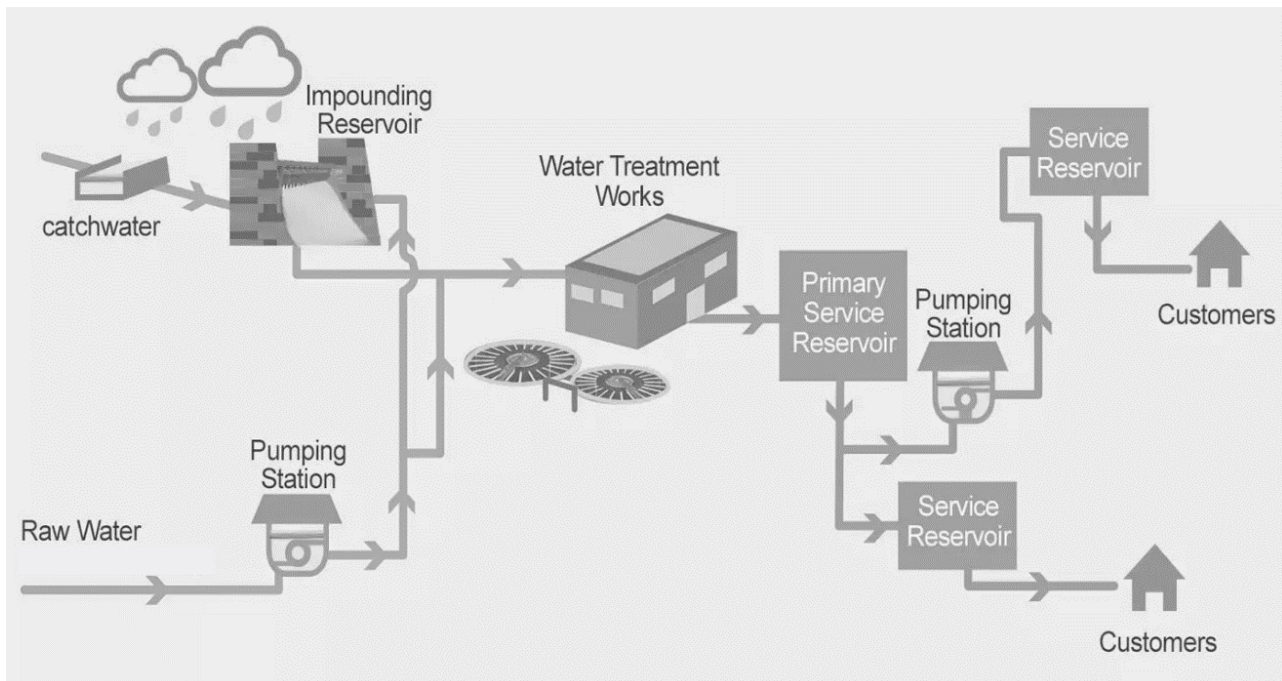 Impounding
Reservoir
catchwater
Water Treatment
Works
Service
Reservoir
Customers
Primary
Service
Reservoir
Pumping
Station
Pumping
Station
Raw Water
Service
Reservoir
Customers